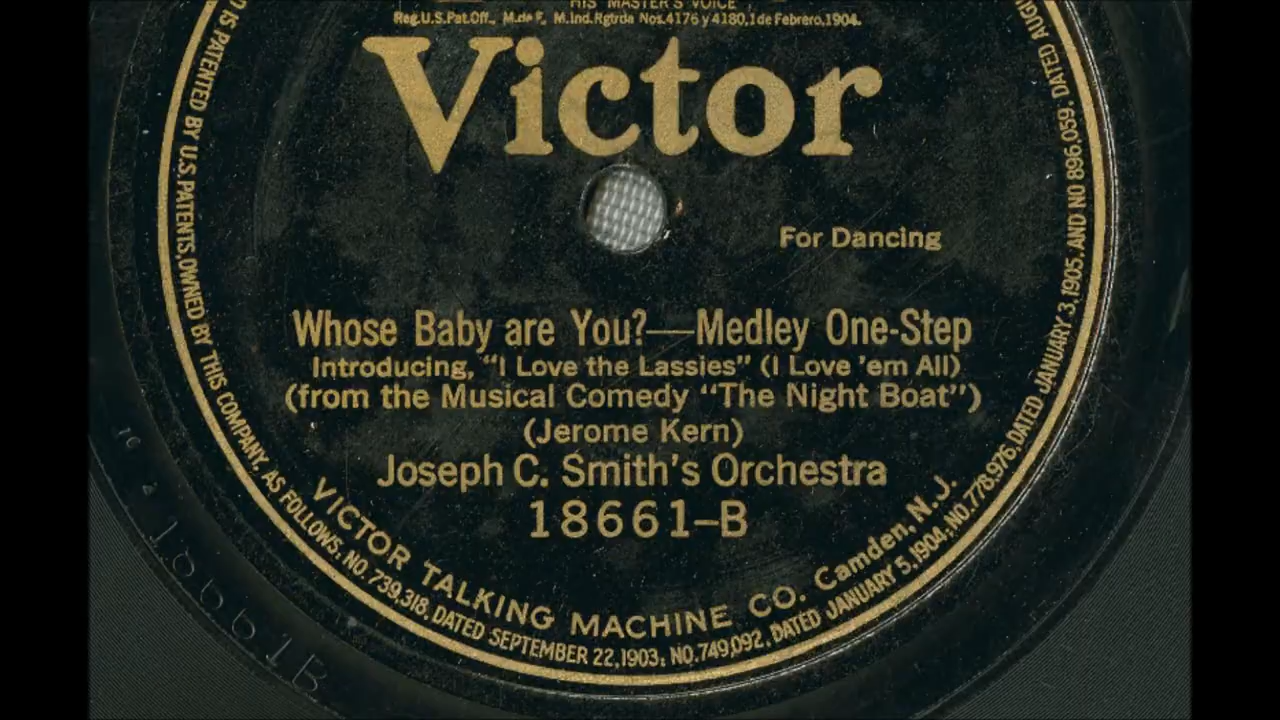 HIS MASTER'S VOICE
Reg.U.S.Pat.Off., M.de F., M.Ind.Rgtrda Nos.4176 y 4180,1 de Febrero,1904.
Victor
For Dancing
Whose Baby are You?—Medley One-Step
Introducing, "I Love the Lassies" (I Love 'em All)
(from the Musical Comedy "The Night Boat")
(Jerome Kern)
Joseph C. Smith's Orchestra
18661-B
VICTOR TALKING MACHINE CO. Camden, N.J.
IS PATENTED BY U.S. PATENTS, OWNED BY THIS COMPANY, AS FOLLOWS: NO. 739,318, DATED SEPTEMBER 22,1903; NO.749,092, DATED JANUARY 5,1904; NO.778,976, DATED JANUARY 3,1905. AND NO 896,059. DATED
18661B